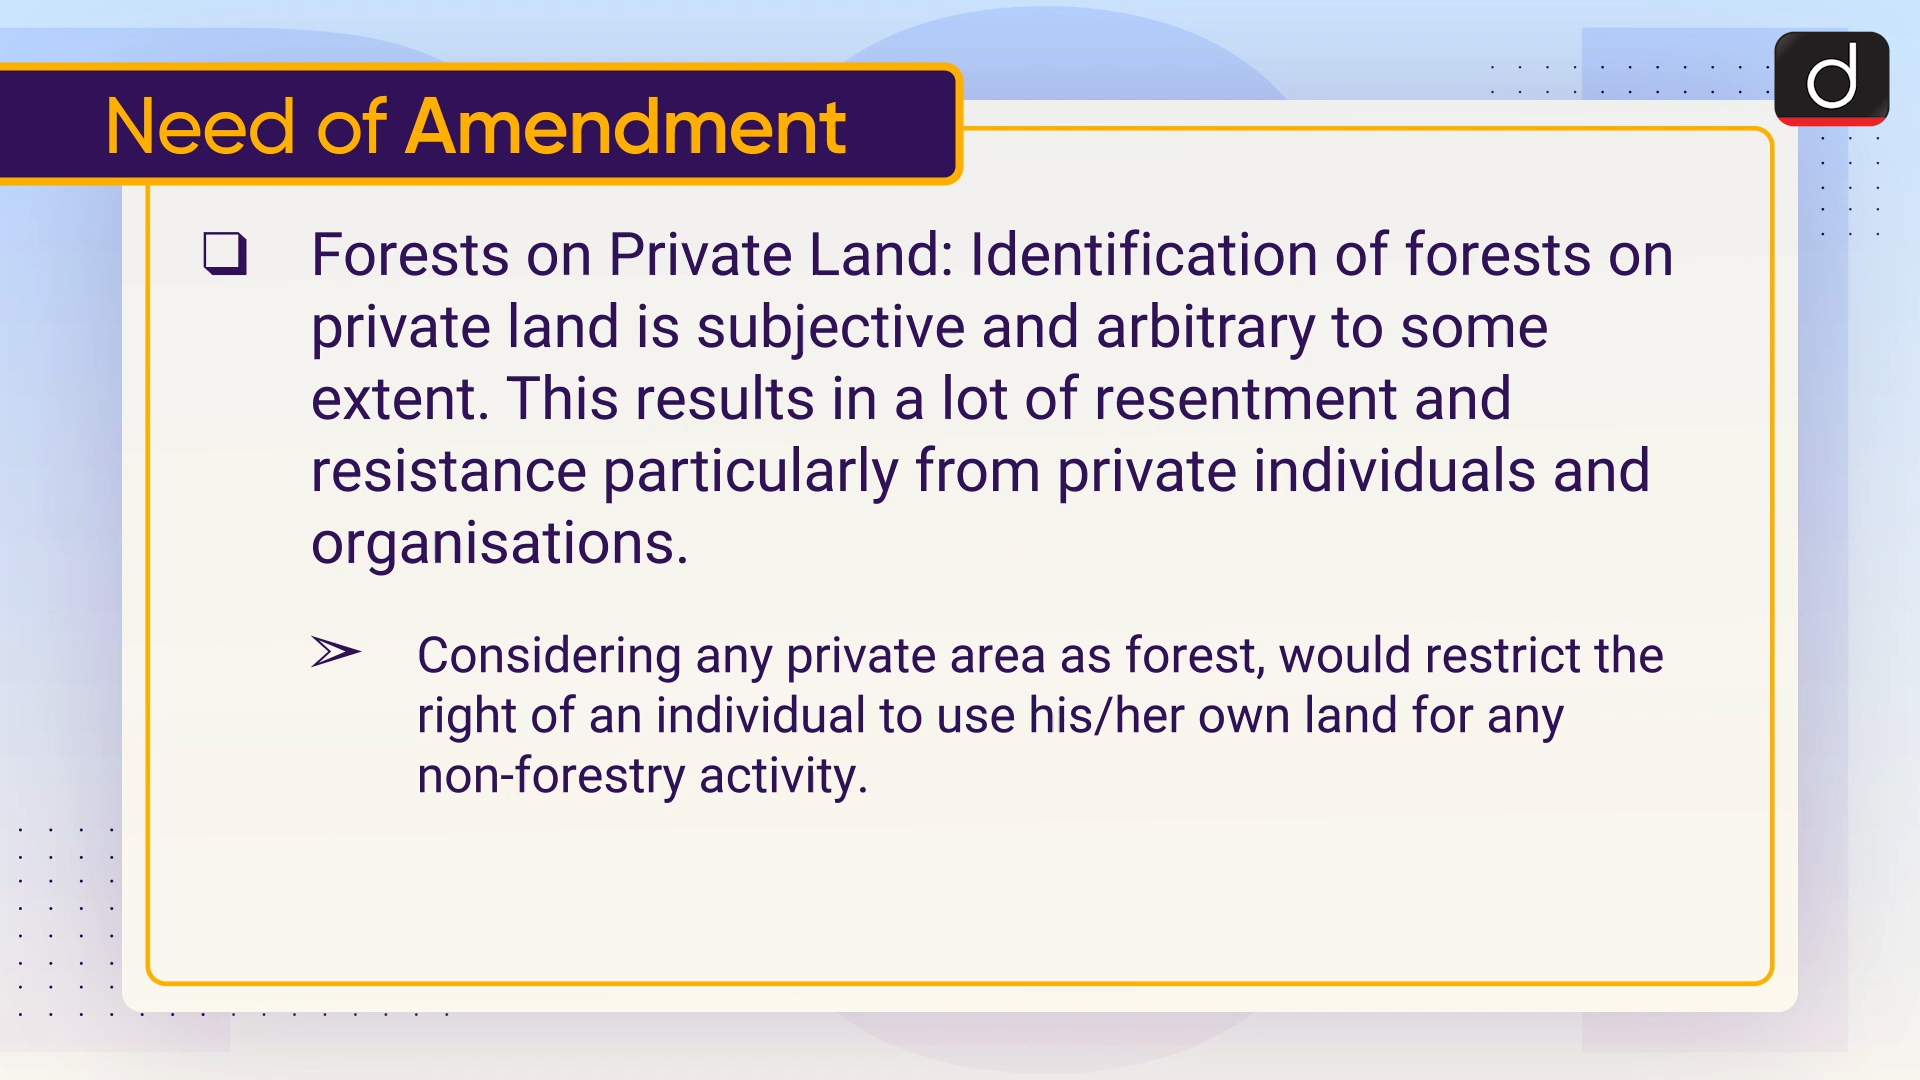 Need of Amendment
❑ Forests on Private Land: Identification of forests on
private land is subjective and arbitrary to some
extent. This results in a lot of resentment and
resistance particularly from private individuals and
organisations.
➢ Considering any private area as forest, would restrict the
right of an individual to use his/her own land for any
non-forestry activity.
d